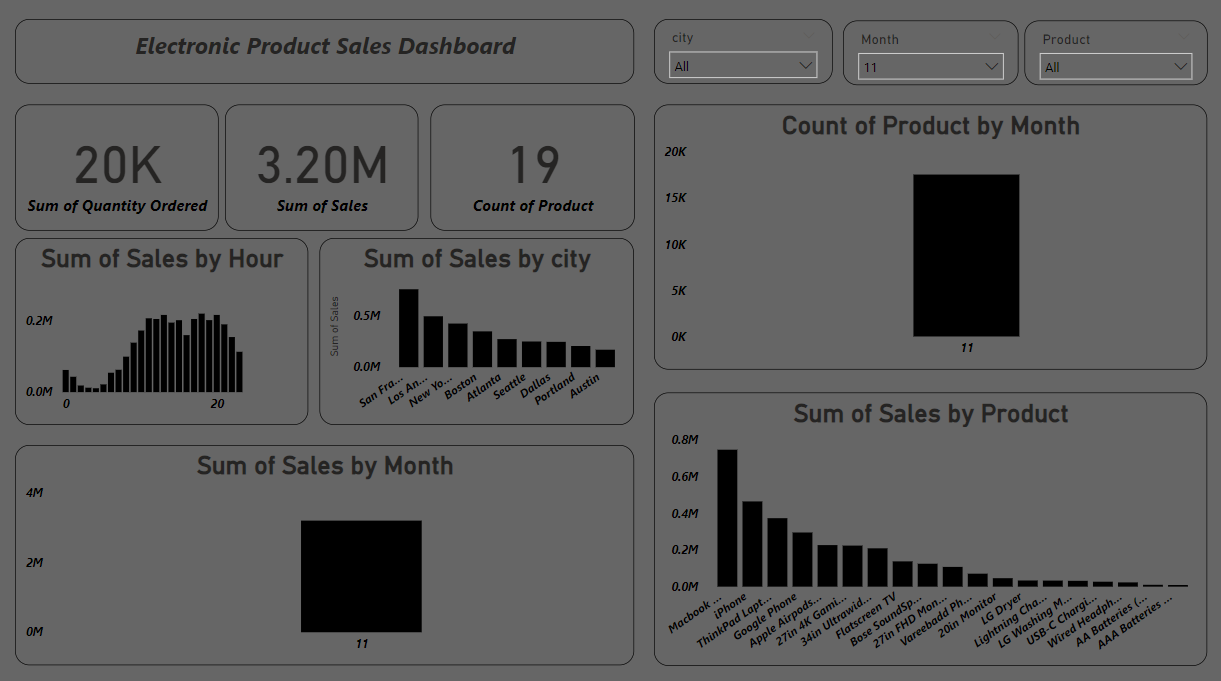 Electronic Product Sales Dashboard
city
All
Month
11
Product
All
20K
Sum of Quantity Ordered
3.20M
Sum of Sales
19
Count of Product
Sum of Sales by Hour
0.2M
0.0M
0
20
Sum of Sales by city
Sum of Sales
0.5M
0.0M
San Fra...
Los An...
New Yo...
Boston
Atlanta
Seattle
Dallas
Portland
Austin
Sum of Sales by Month
4M
2M
0M
11
Count of Product by Month
20K
15K
10K
5K
0K
11
Sum of Sales by Product
0.8M
0.6M
0.4M
0.2M
0.0M
Macbook ...
iPhone
ThinkPad Lapt...
Google Phone
Apple Airpods...
27in 4K Gami...
34in Ultrawid...
Flatscreen TV
Bose SoundSp...
27in FHD Mon...
Vareebadd Ph...
20in Monitor
LG Dryer
Lightning Cha...
LG Washing M...
USB-C Chargi...
Wired Headph...
AA Batteries (...
AAA Batteries ...